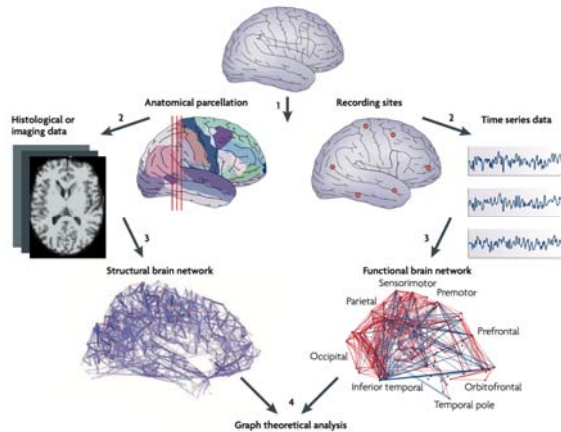 Anatomical parcellation
1
Recording sites
Histological or
imaging data
2
2
Time series data
3
3
Structural brain network
Functional brain network
Sensorimotor
Parietal
Premotor
Prefrontal
Occipital
Inferior temporal
Orbitofrontal
Temporal pole
4
Graph theoretical analysis